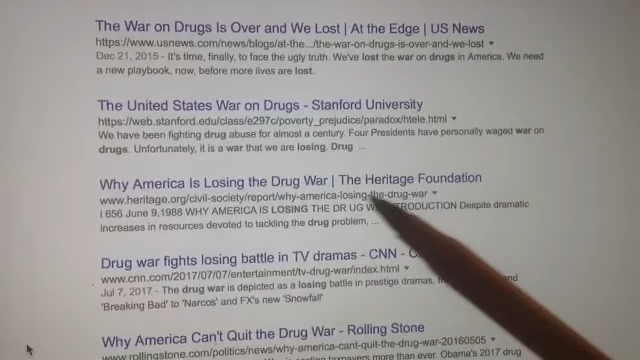 The War on Drugs Is Over and We Lost | At the Edge | US News
https://www.usnews.com/news/blogs/at-the.../the-war-on-drugs-is-over-and-we-lost
Dec 21, 2015 - It's time, finally, to face the ugly truth. We've lost the war on drugs in America. We need
a new playbook, now, before more lives are lost.
The United States War on Drugs - Stanford University
https://web.stanford.edu/class/e297c/poverty_prejudice/paradox/htele.html
We have been fighting drug abuse for almost a century. Four Presidents have personally waged war on
drugs. Unfortunately, it is a war that we are losing. Drug ...
Why America Is Losing the Drug War | The Heritage Foundation
www.heritage.org/civil-society/report/why-america-losing-the-drug-war
i 656 June 9,1988 WHY AMERICA IS LOSING THE DR UG Despite dramatic
increases in resources devoted to tackling the drug problem, ...
Drug war fights losing battle in TV dramas - CNN -
www.cnn.com/2017/07/07/entertainment/tv-drug-war/index.html
Jul 7, 2017 - The drug war is depicted as a losing battle in prestige dramas,
'Breaking Bad' to 'Narcos' and FX's new 'Snowfall'
Why America Can't Quit the Drug War - Rolling Stone
www.rollingstone.com/politics/news/why-america-cant-quit-the-drug-war-20160505
taxpayers more than ever. Obama's 2017 drug